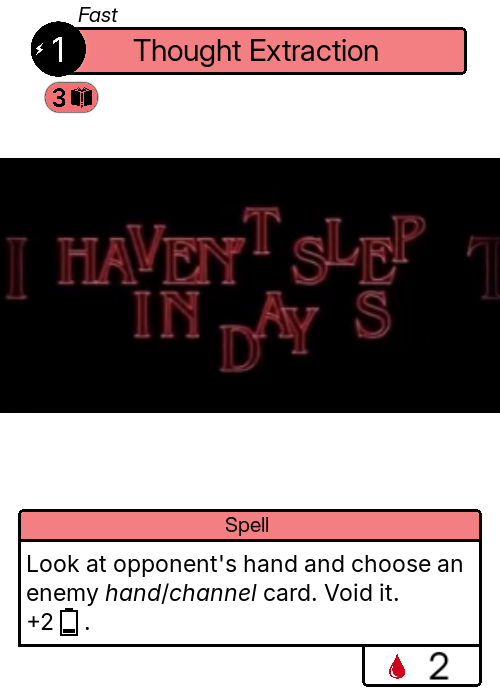 Fast
1
Thought Extraction
3
I HAVEN'T SLEP T
IN DAYS
Spell
Look at opponent's hand and choose an
enemy hand/channel card. Void it.
+2 .
2